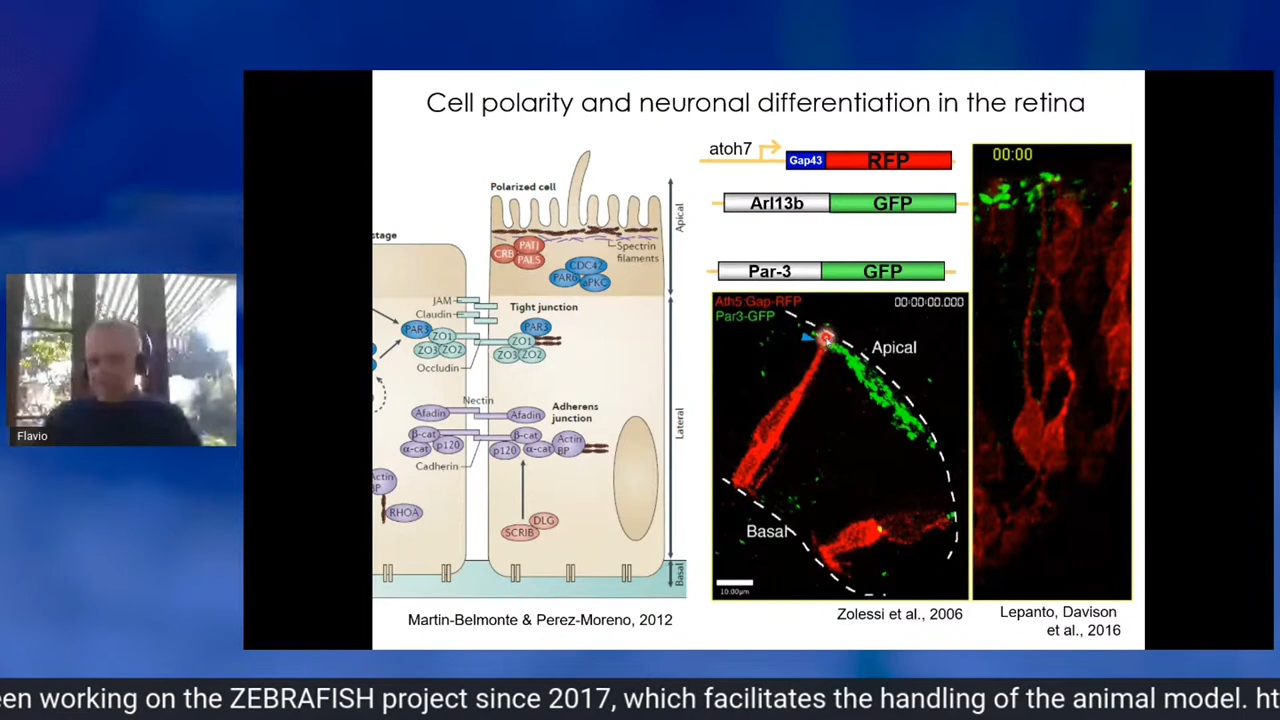 Cell polarity and neuronal differentiation in the retina
stage
Polarized cell
CRB
PATJ
PALS
Spectrin
filaments
CDC42
PAR6
aPKC
Apical
JAM
Claudin
Tight junction
PAR3
ZO1
ZO3
ZO2
PAR3
ZO1
ZO3
ZO2
Occludin
Nectin
Adherens
junction
Afadin
Afadin
β-cat
α-cat
p120
β-cat
p120
α-cat
Actin
BP
Cadherin
Lateral
Actin
BP
RHOA
DLG
SCRIB
Basal
Martin-Belmonte & Perez-Moreno, 2012
atoh7
Gap43
RFP
Arl13b
GFP
Par-3
GFP
Ath5:Gap-RFP
Par3-GFP
00:00:00.000
Apical
Basal
10.00µm
Zolessi et al., 2006
00:00
Lepanto, Davison
et al., 2016
Flavio
een working on the ZEBRAFISH project since 2017, which facilitates the handling of the animal model. ht